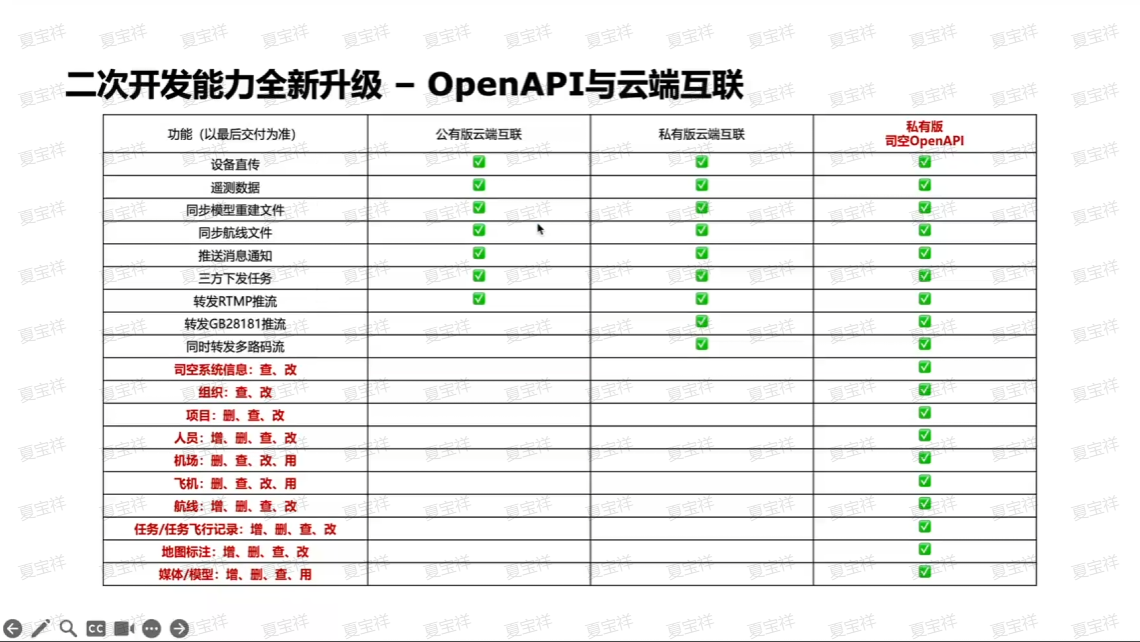 二次开发能力全新升级 – OpenAPI与云端互联
功能（以最后交付为准） 公有版云端互联 私有版云端互联 私有版
司空OpenAPI
设备直传 ✅ ✅ ✅
遥测数据 ✅ ✅ ✅
同步模型重建文件 ✅ ✅ ✅
同步航线文件 ✅ ✅ ✅
推送消息通知 ✅ ✅ ✅
三方下发任务 ✅ ✅ ✅
转发RTMP推流 ✅ ✅ ✅
转发GB28181推流 ✅ ✅
同时转发多路码流 ✅ ✅
司空系统信息：查、改 ✅
组织：查、改 ✅
项目：删、查、改 ✅
人员：增、删、查、改 ✅
机场：删、查、改、用 ✅
飞机：删、查、改、用 ✅
航线：增、删、查、改 ✅
任务/任务飞行记录：增、删、查、改 ✅
地图标注：增、删、查、改 ✅
媒体/模型：增、删、查、用 ✅
CC
夏宝祥